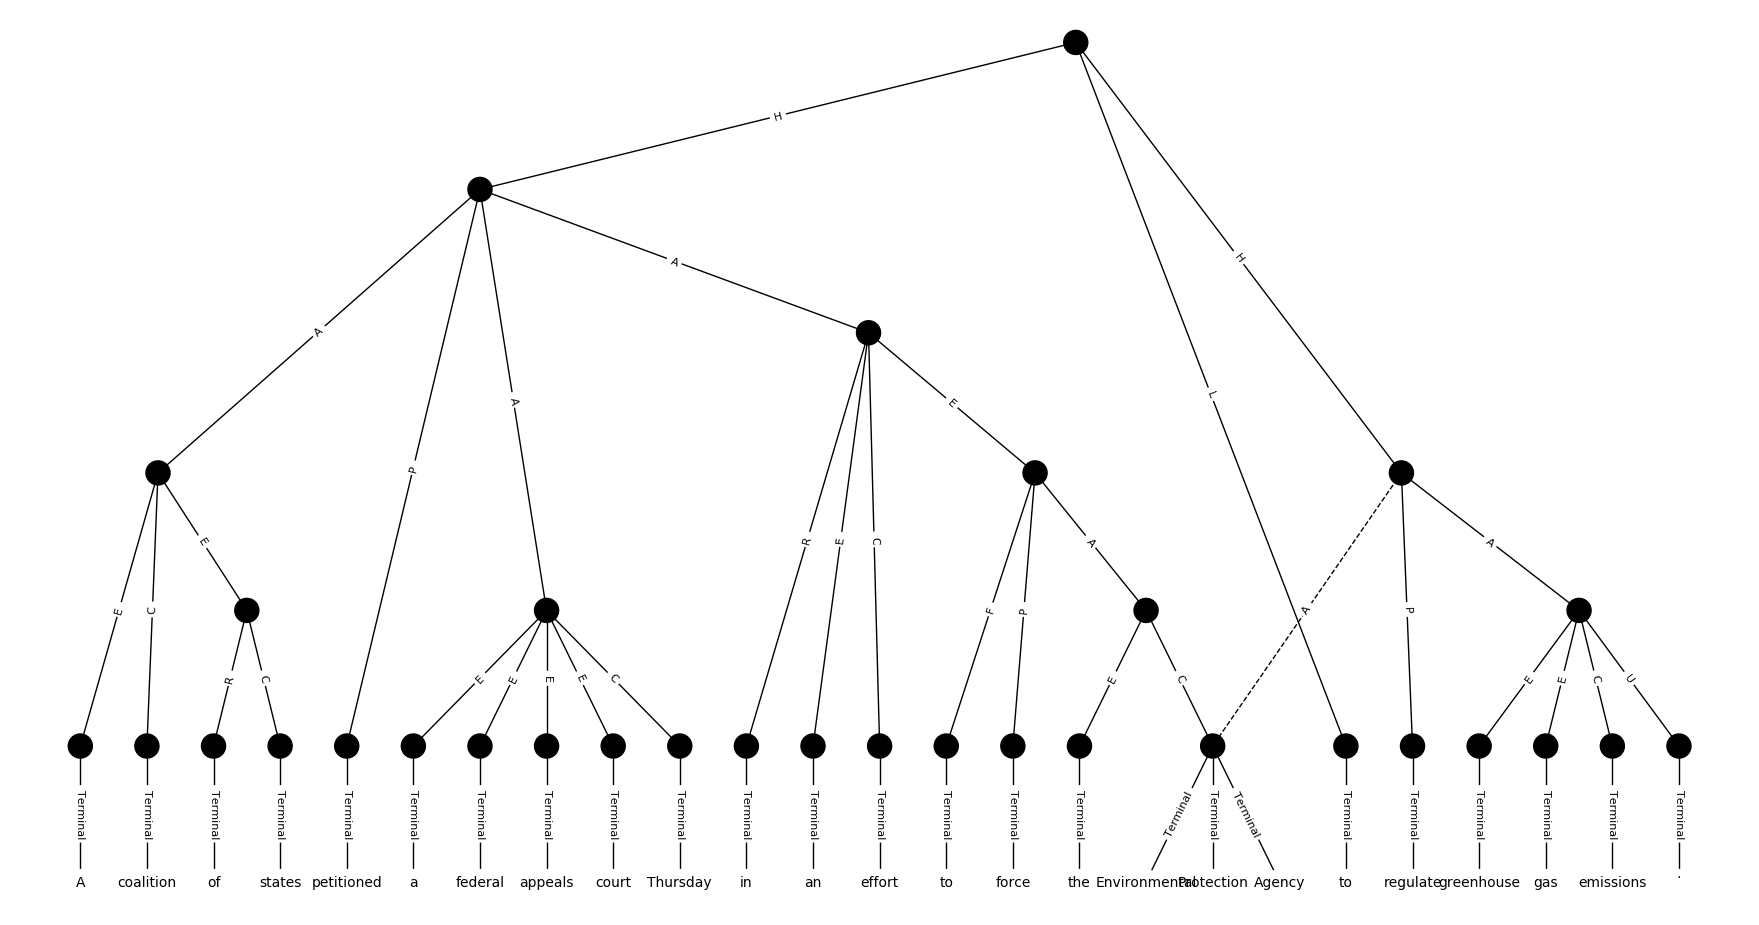 H
A
H
A
L
E
A
P
R
E
C
E
A
A
E
C
F
P
P
R
C
E
E
E
E
C
E
C
E
E
C
U
Terminal Terminal Terminal Terminal Terminal Terminal Terminal Terminal Terminal Terminal Terminal Terminal Terminal Terminal Terminal Terminal Terminal Terminal Terminal Terminal Terminal Terminal Terminal Terminal Terminal
A coalition of states petitioned a federal appeals court Thursday in an effort to force the Environmental Protection Agency to regulate greenhouse gas emissions .